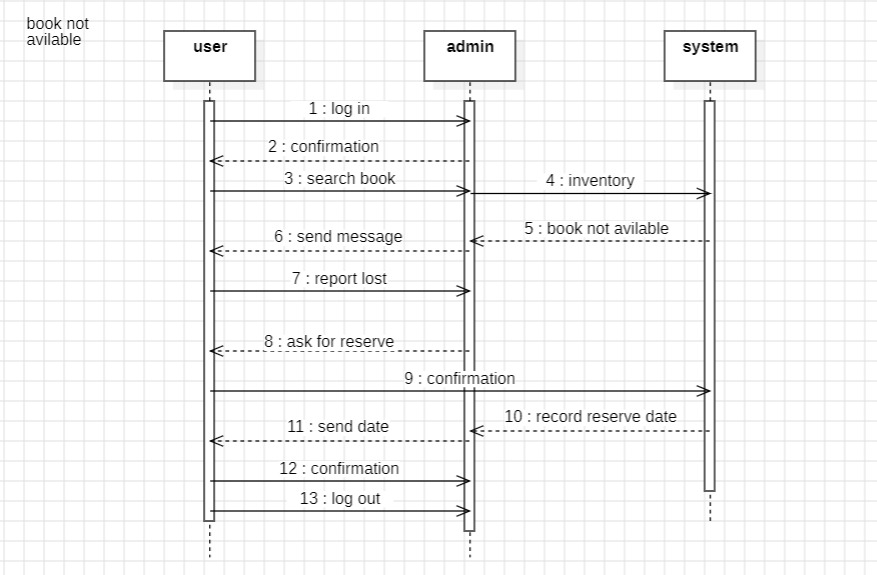 book not
avilable
user
admin
system
1 : log in
2 : confirmation
3 : search book
4 : inventory
5 : book not avilable
6 : send message
7 : report lost
8 : ask for reserve
9 : confirmation
10 : record reserve date
11 : send date
12 : confirmation
13 : log out